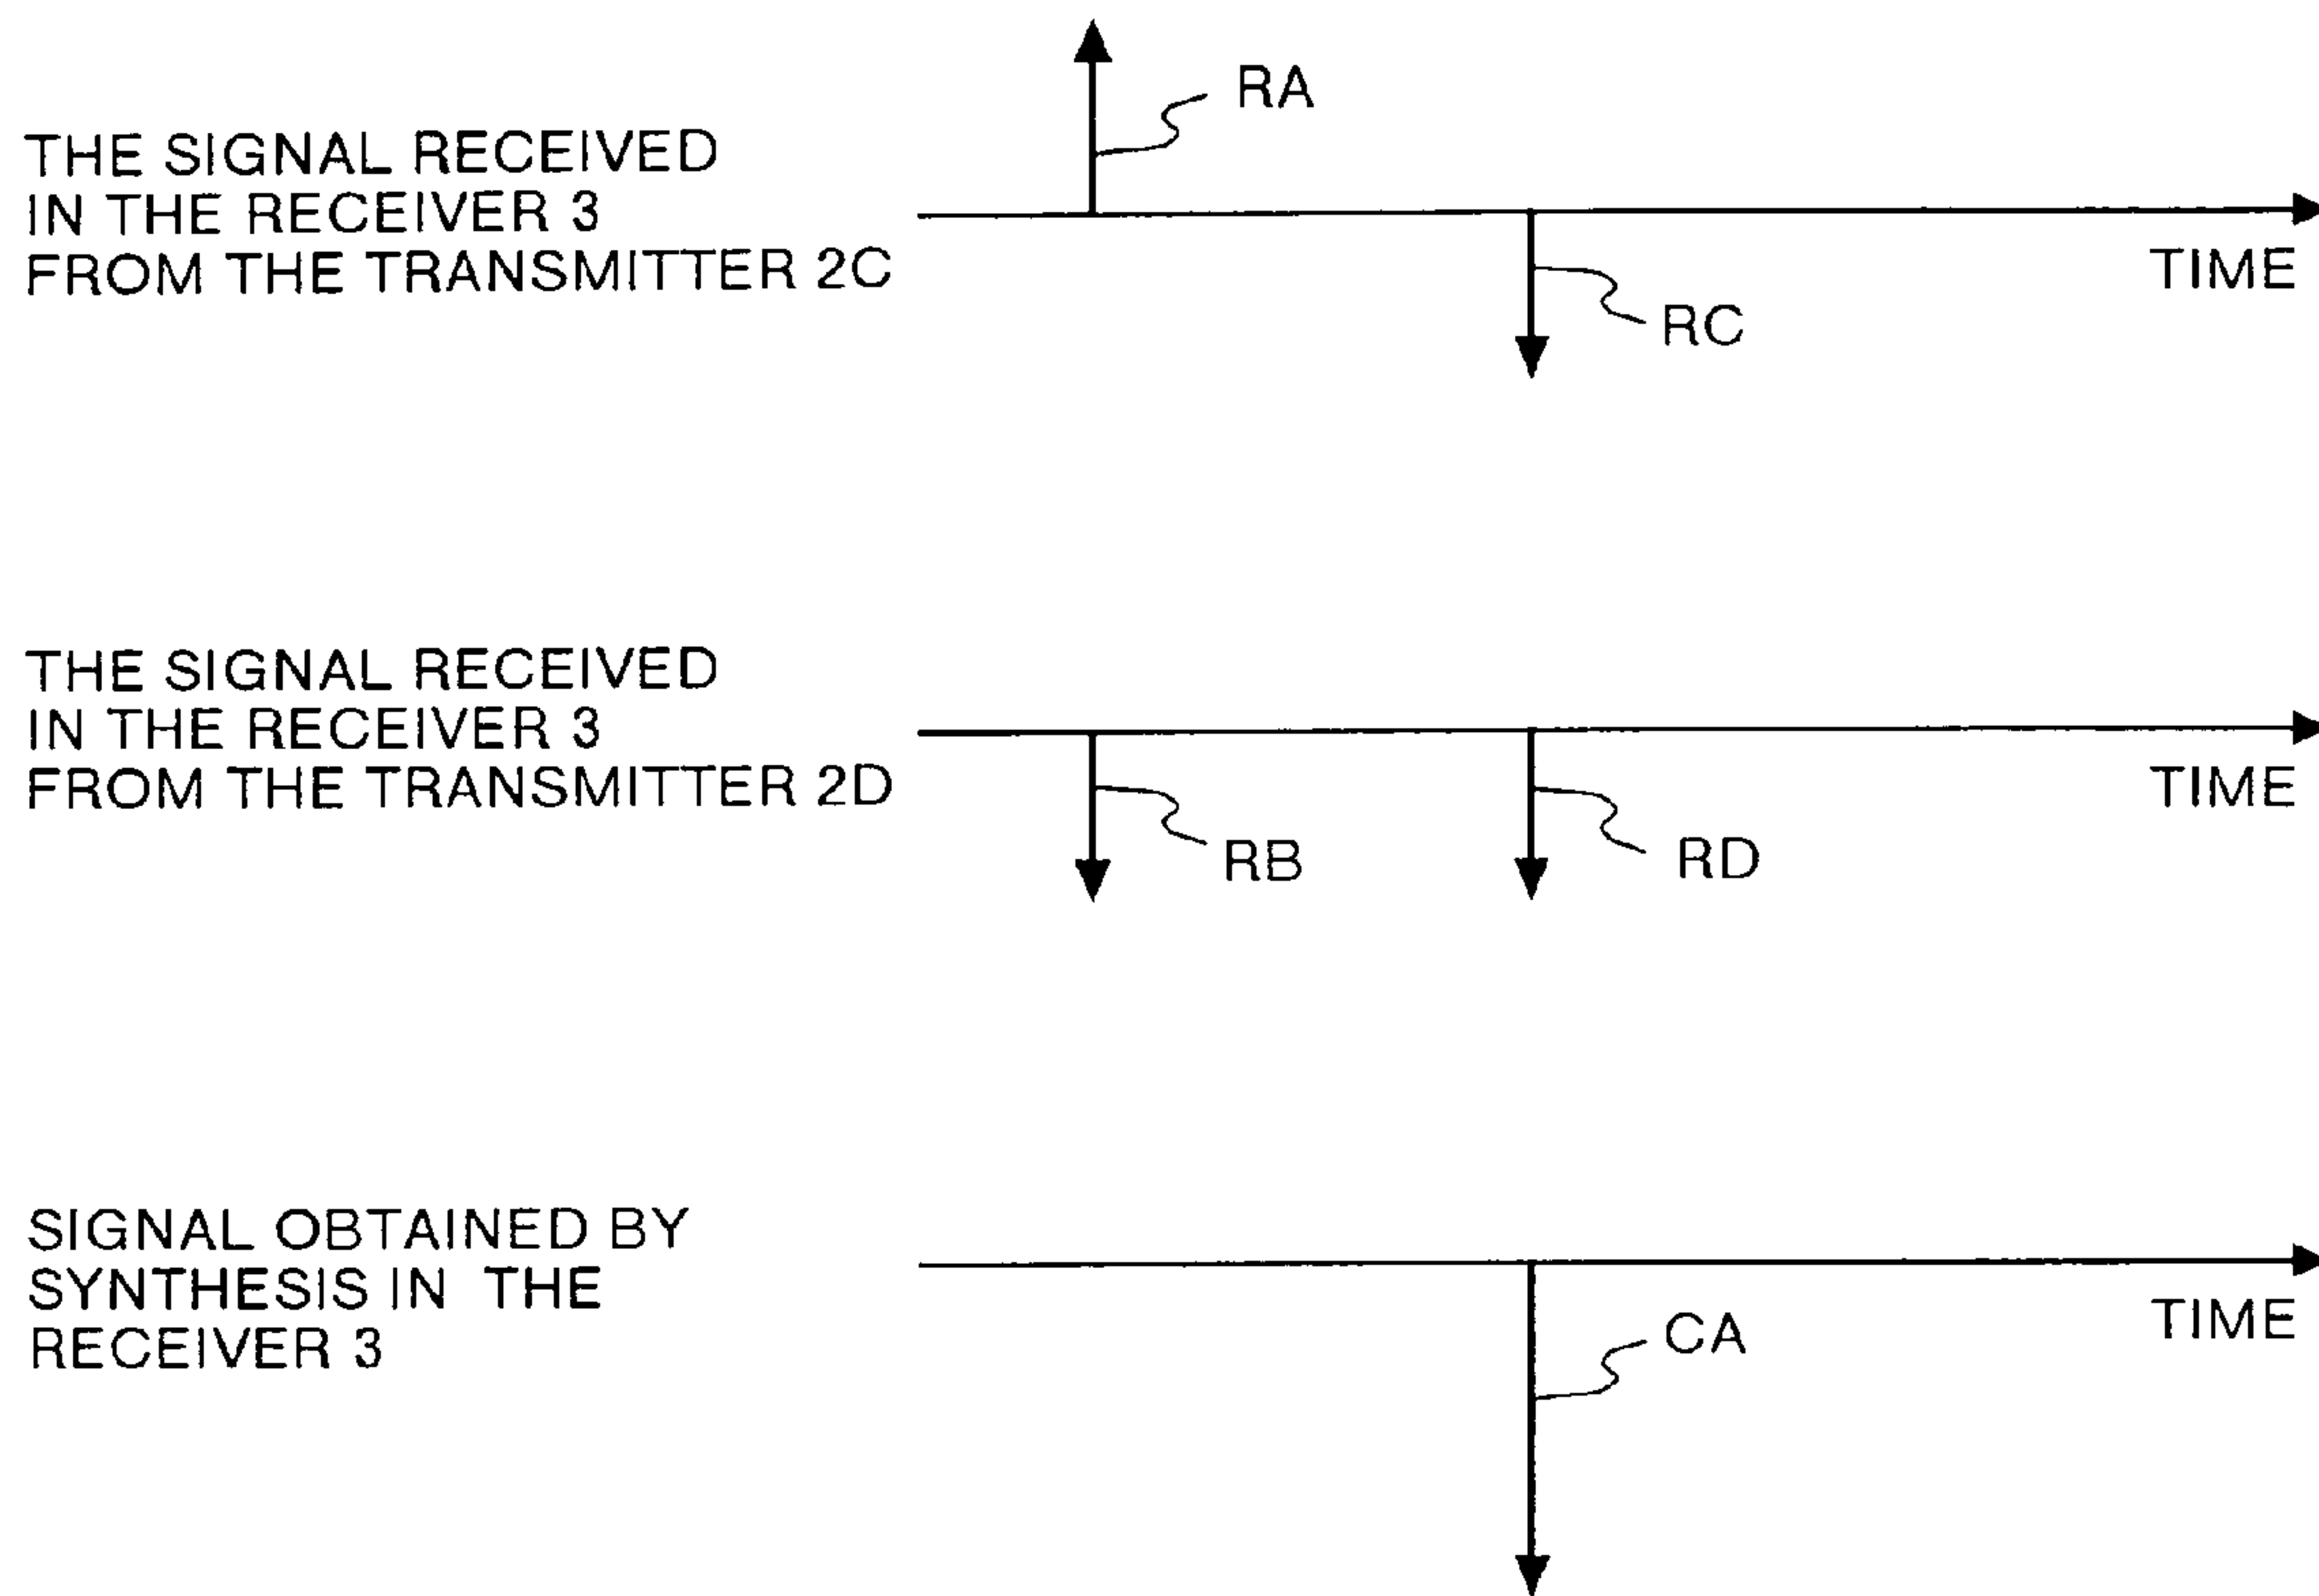 RA
THE SIGNAL RECEIVED
IN THE RECEIVER 3
FROM THE TRANSMITTER 2C
TIME
RC
THE SIGNAL RECEIVED
IN THE RECEIVER 3
FROM THE TRANSMITTER 2D
TIME
RB
RD
SIGNAL OBTAINED BY
SYNTHESIS IN THE
RECEIVER 3
CA
TIME